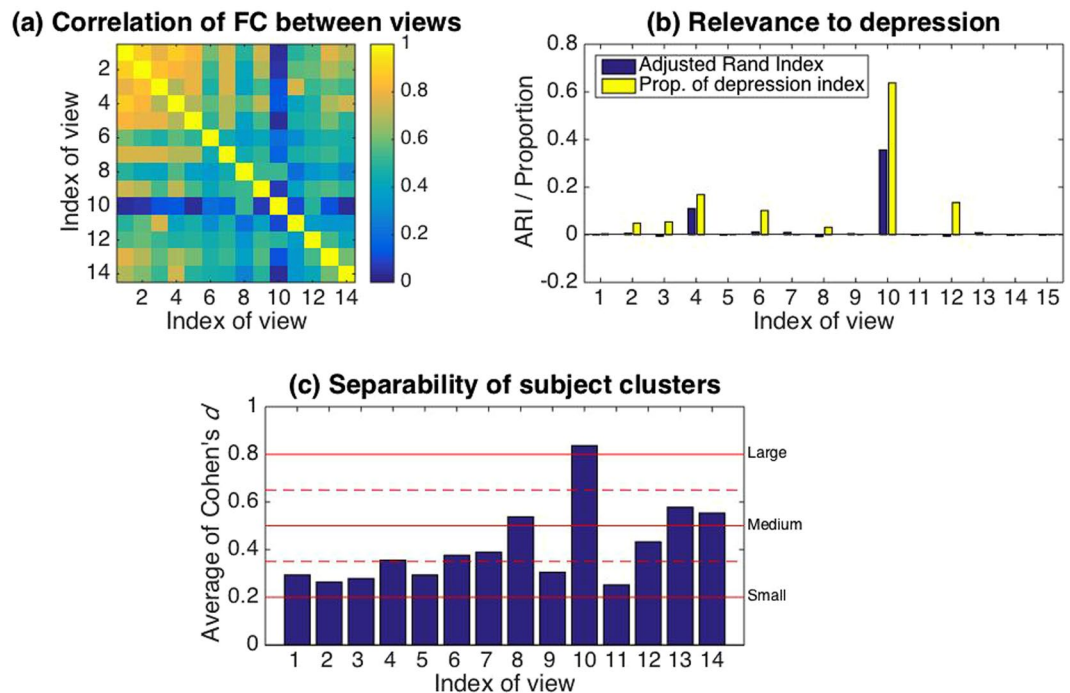 (a) Correlation of FC between views
Index of view
2
4
6
8
10
12
14
2 4 6 8 10 12 14
Index of view
1
0.8
0.6
0.4
0.2
0
(b) Relevance to depression
ARI / Proportion
0.8
0.6
0.4
0.2
0
-0.2
Adjusted Rand Index
Prop. of depression index
1 2 3 4 5 6 7 8 9 10 11 12 13 14 15
Index of view
(c) Separability of subject clusters
Average of Cohen's d
1
0.8
0.6
0.4
0.2
0
Large
Medium
Small
1 2 3 4 5 6 7 8 9 10 11 12 13 14
Index of view